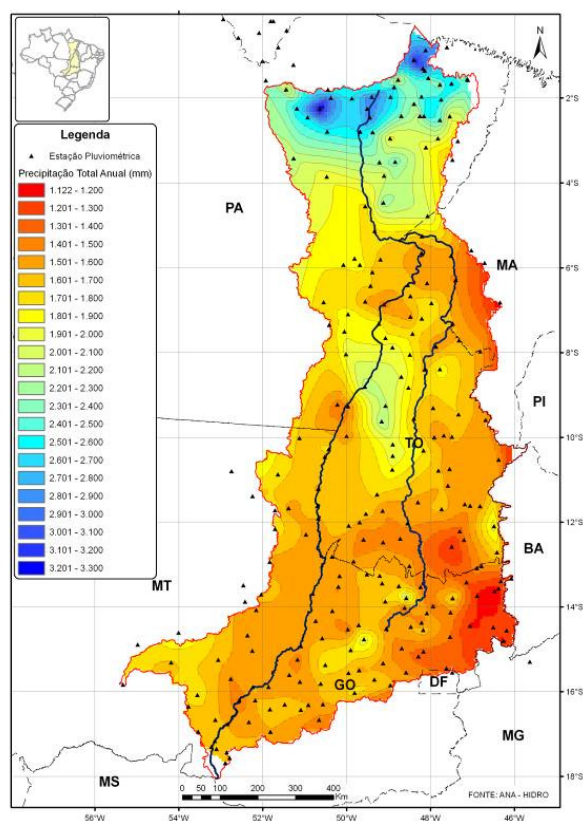 N
2°S
4°S
6°S
8°S
10°S
12°S
14°S
16°S
18°S
Legenda
Estação Pluviométrica
Precipitação Total Anual (mm)
1.122 - 1.200
1.201 - 1.300
1.301 - 1.400
1.401 - 1.500
1.501 - 1.600
1.601 - 1.700
1.701 - 1.800
1.801 - 1.900
1.901 - 2.000
2.001 - 2.100
2.101 - 2.200
2.201 - 2.300
2.301 - 2.400
2.401 - 2.500
2.501 - 2.600
2.601 - 2.700
2.701 - 2.800
2.801 - 2.900
2.901 - 3.000
3.001 - 3.100
3.101 - 3.200
3.201 - 3.300
PA
MA
PI
TO
BA
MT
GO
DF
MG
MS
0 50 100 200 300 400
Km
FONTE: ANA - HIDRO
56°W 54°W 52°W 50°W 48°W 46°W